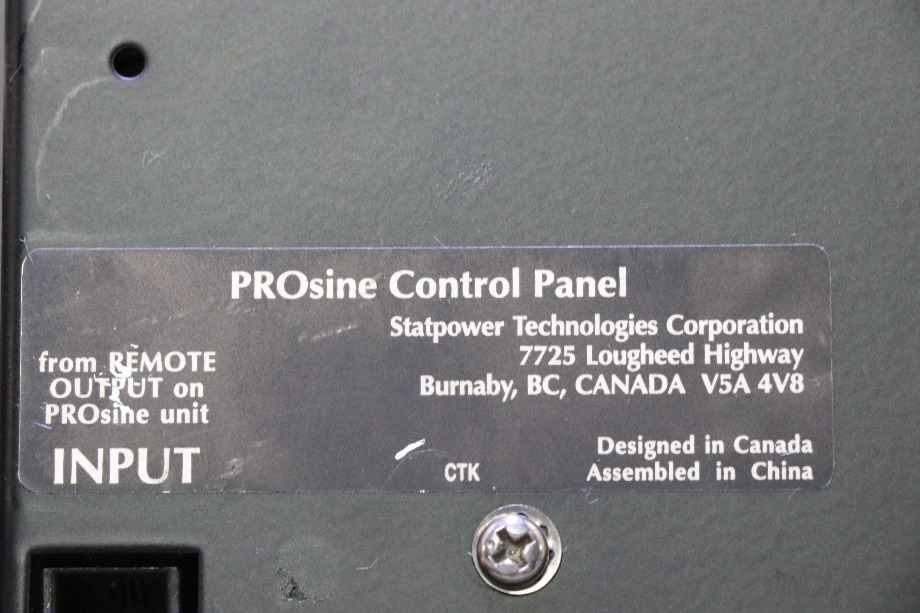 PROsine Control Panel
Statpower Technologies Corporation
7725 Lougheed Highway
Burnaby, BC, CANADA V5A 4V8
from REMOTE
OUTPUT on
PROsine unit
INPUT
CTK
Designed in Canada
Assembled in China